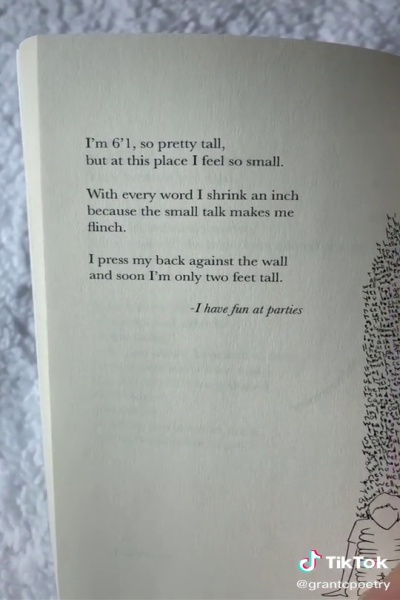 I'm 6'1, so pretty tall,
but at this place I feel so small.
With every word I shrink an inch
because the small talk makes me
flinch.
I press my back against the wall
and soon I'm only two feet tall.
-I have fun at parties
TikTok
@grantcpoetry